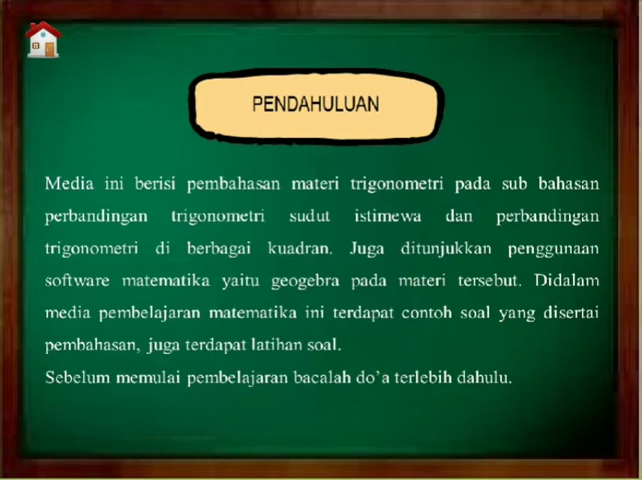 PENDAHULUAN
Media ini berisi pembahasan materi trigonometri pada sub bahasan
perbandingan trigonometri sudut istimewa dan perbandingan
trigonometri di berbagai kuadran. Juga ditunjukkan penggunaan
software matematika yaitu geogebra pada materi tersebut. Didalam
media pembelajaran matematika ini terdapat contoh soal yang disertai
pembahasan, juga terdapat latihan soal.
Sebelum memulai pembelajaran bacalah do'a terlebih dahulu.